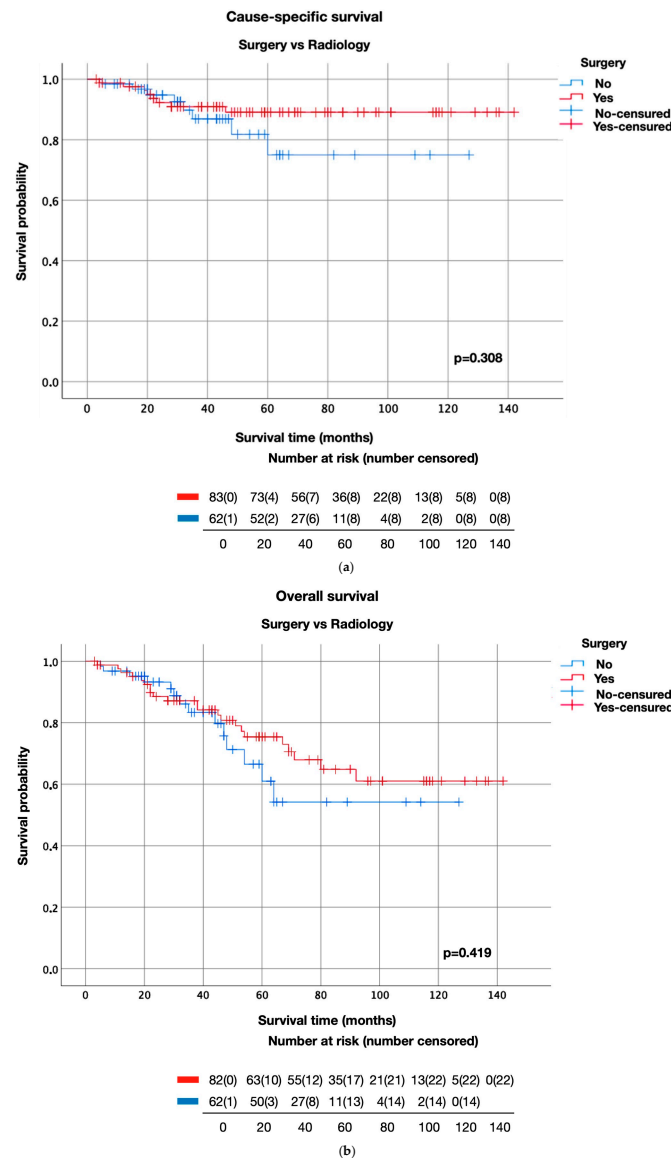 Cause-specific survival
Surgery vs Radiology
Surgery
No
Yes
No-censured
Yes-censured
Survival probability
1.0
0.8
0,6
0.4
0.2
0.0
0 20 40 60 80 100 120 140
p=0.308
Survival time (months)
Number at risk (number censored)
83(0) 73(4) 56(7) 36(8) 22(8) 13(8) 5(8) 0(8)
62(1) 52(2) 27(6) 11(8) 4(8) 2(8) 0(8) 0(8)
0 20 40 60 80 100 120 140
(a)
Overall survival
Surgery vs Radiology
Surgery
No
Yes
No-censured
Yes-censured
Survival probability
1,0
0.8
0,6
0.4
0.2
0.0
0 20 40 60 80 100 120 140
p=0.419
Survival time (months)
Number at risk (number censored)
82(0) 63(10) 55(12) 35(17) 21(21) 13(22) 5(22) 0(22)
62(1) 50(3) 27(8) 11(13) 4(14) 2(14) 0(14)
0 20 40 60 80 100 120 140
(b)